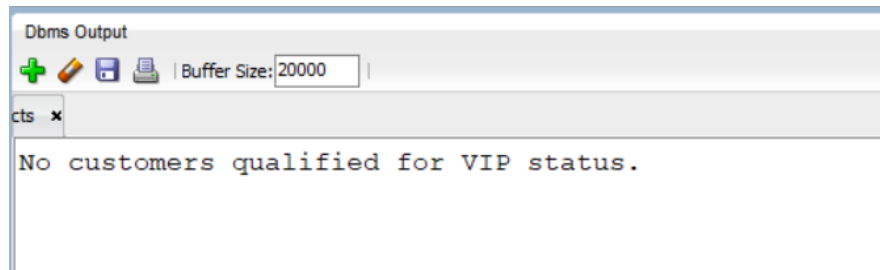 Dbms Output
Buffer Size: 20000
cts
No customers qualified for VIP status.